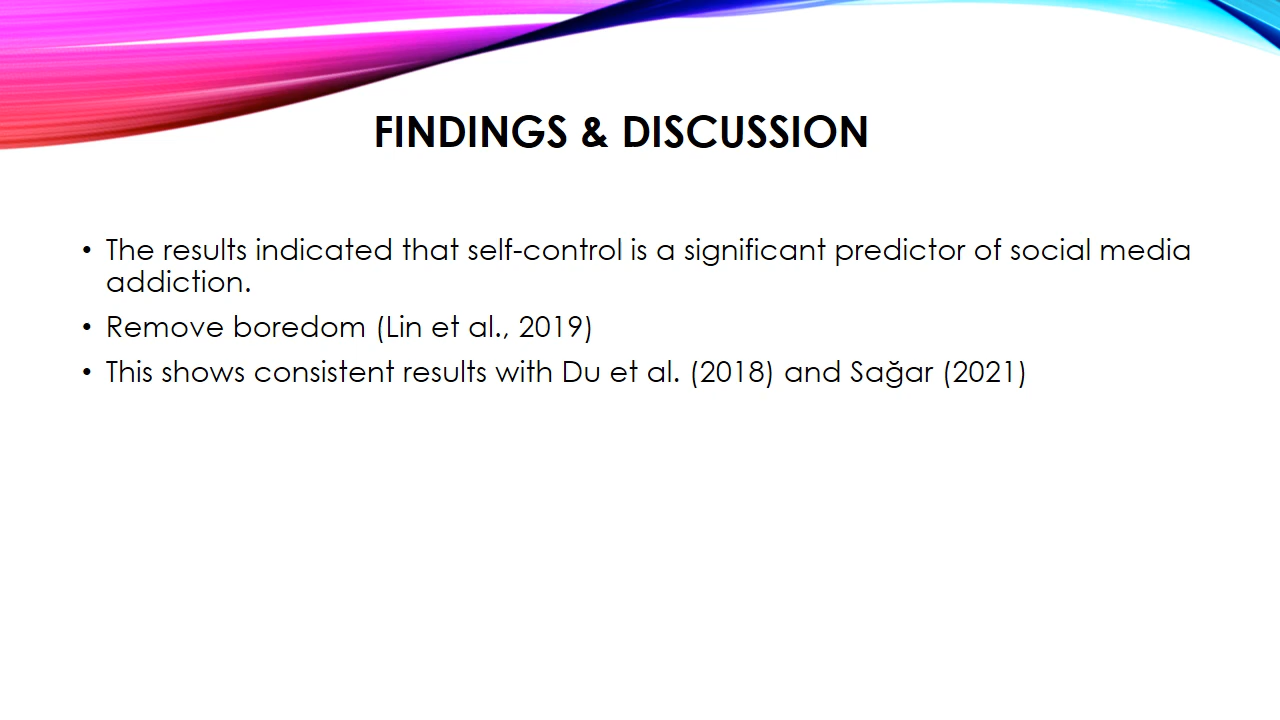 FINDINGS & DISCUSSION
• The results indicated that self-control is a significant predictor of social media
addiction.
• Remove boredom (Lin et al., 2019)
• This shows consistent results with Du et al. (2018) and Sağar (2021)